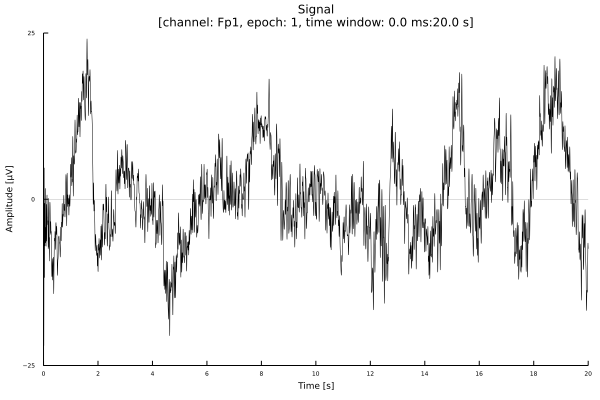 Signal
[channel: Fp1, epoch: 1, time window: 0.0 ms:20.0 s]
25
0
−25
Amplitude [μV]
0 2 4 6 8 10 12 14 16 18 20
Time [s]